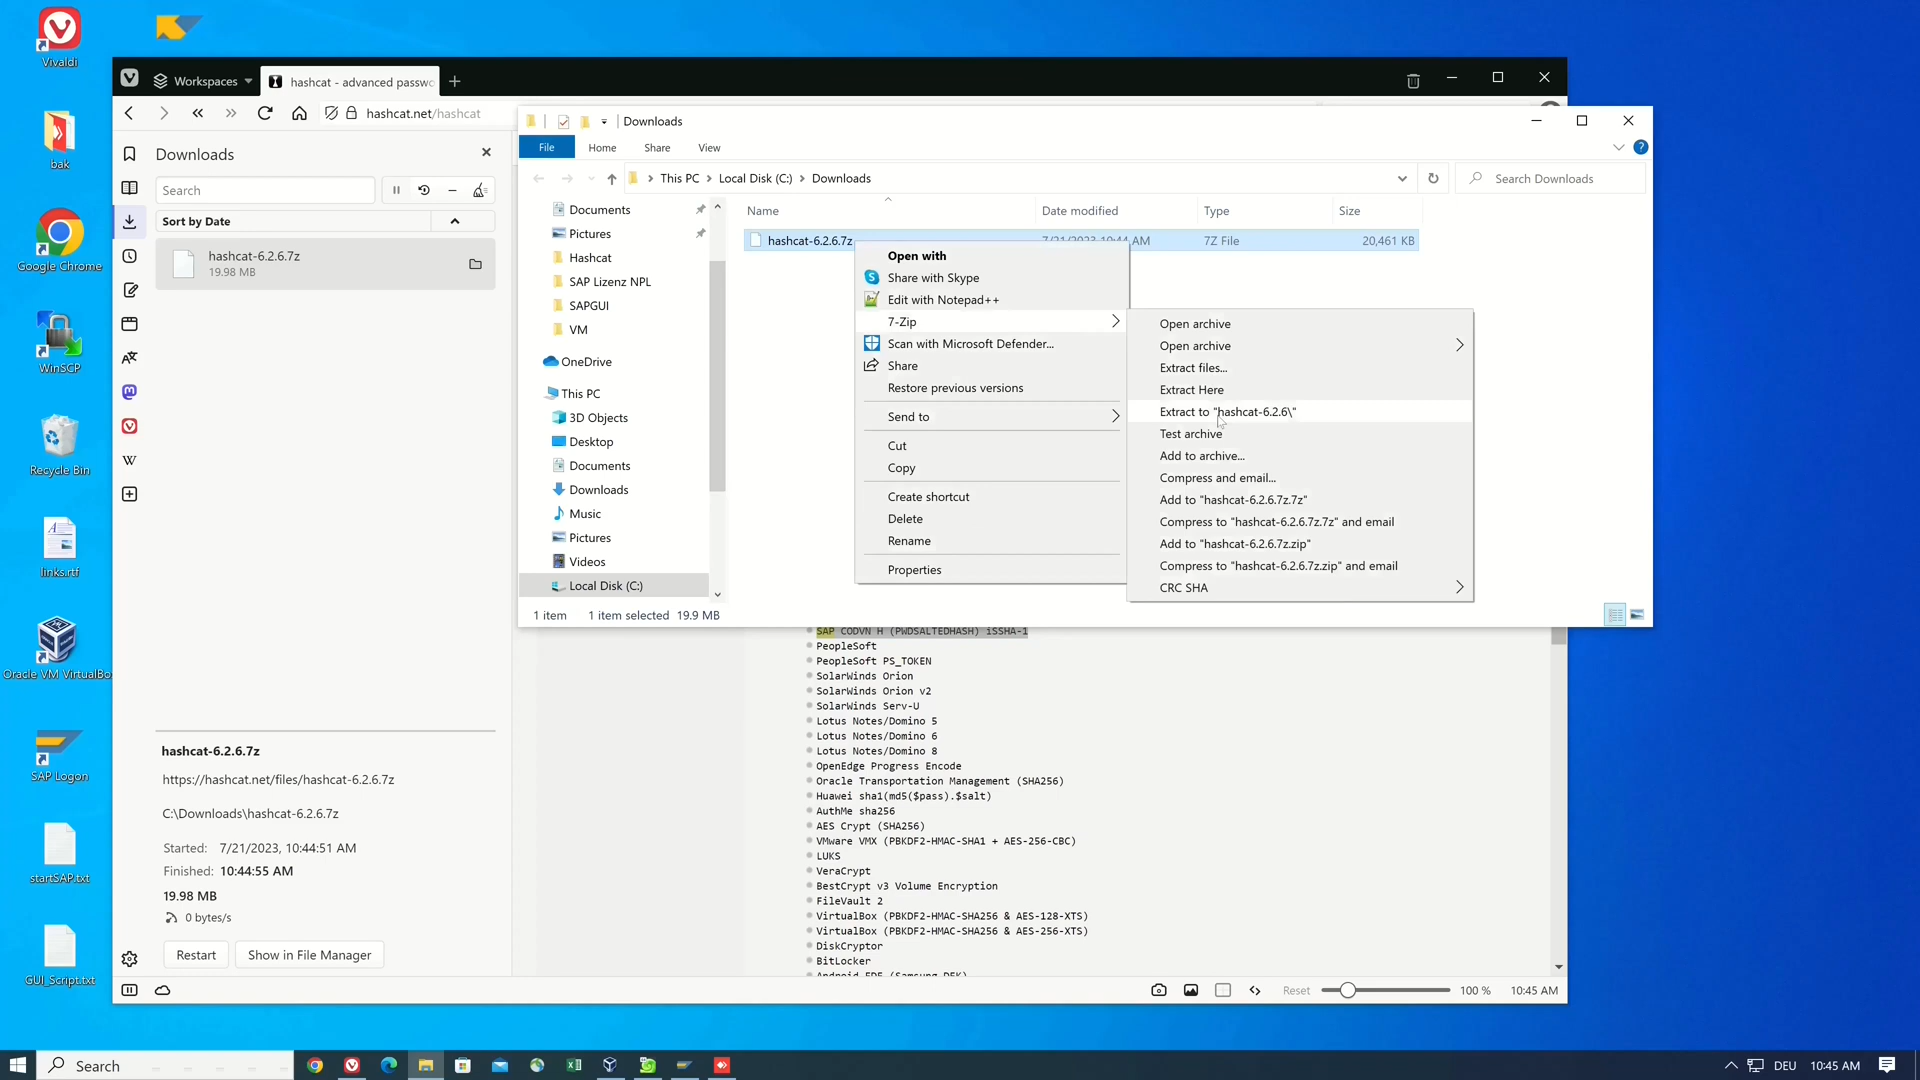 Vivaldi
bak
Google Chrome
WinSCP
Recycle Bin
links.rtf
Oracle VM VirtualBo
SAP Logon
startSAP.txt
GUI_Script.txt
Workspaces
hashcat - advanced passwo
hashcat.net/hashcat
Downloads
Search
Sort by Date
hashcat-6.2.6.7z
19.98 MB
hashcat-6.2.6.7z
https://hashcat.net/files/hashcat-6.2.6.7z
C:\Downloads\hashcat-6.2.6.7z
Started: 7/21/2023, 10:44:51 AM
Finished: 10:44:55 AM
19.98 MB
0 bytes/s
Restart
Show in File Manager
Downloads
File Home Share View
This PC > Local Disk (C:) > Downloads
Search Downloads
Documents
Pictures
Hashcat
SAP Lizenz NPL
SAPGUI
VM
OneDrive
This PC
3D Objects
Desktop
Documents
Downloads
Music
Pictures
Videos
Local Disk (C:)
Name Date modified Type Size
hashcat-6.2.6.7z 7/21/2023 10:44 AM 7Z File 20,461 KB
1 item 1 item selected 19.9 MB
Open with
Share with Skype
Edit with Notepad++
7-Zip
Scan with Microsoft Defender...
Share
Restore previous versions
Send to
Cut
Copy
Create shortcut
Delete
Rename
Properties
Open archive
Open archive
Extract files...
Extract Here
Extract to "hashcat-6.2.6\"
Test archive
Add to archive...
Compress and email...
Add to "hashcat-6.2.6.7z.7z"
Compress to "hashcat-6.2.6.7z.7z" and email
Add to "hashcat-6.2.6.7z.zip"
Compress to "hashcat-6.2.6.7z.zip" and email
CRC SHA
SAP CODVN H (PWDSALTEDHASH) iSSHA-1
PeopleSoft
PeopleSoft PS_TOKEN
SolarWinds Orion
SolarWinds Orion v2
SolarWinds Serv-U
Lotus Notes/Domino 5
Lotus Notes/Domino 6
Lotus Notes/Domino 8
OpenEdge Progress Encode
Oracle Transportation Management (SHA256)
Huawei sha1(md5($pass).$salt)
AuthMe sha256
AES Crypt (SHA256)
VMware VMX (PBKDF2-HMAC-SHA1 + AES-256-CBC)
LUKS
VeraCrypt
BestCrypt v3 Volume Encryption
FileVault 2
VirtualBox (PBKDF2-HMAC-SHA256 & AES-128-XTS)
VirtualBox (PBKDF2-HMAC-SHA256 & AES-256-XTS)
DiskCryptor
BitLocker
Android FDE (Samsung DEK)
Reset 100 % 10:45 AM
Search
DEU 10:45 AM